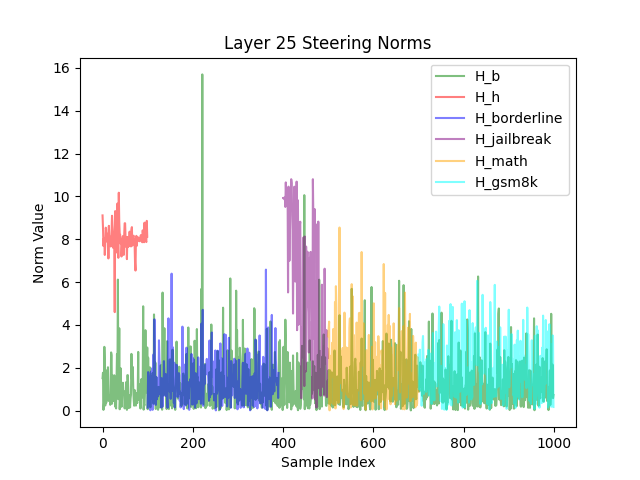 Layer 25 Steering Norms
Norm Value
16
14
12
10
8
6
4
2
0
H_b
H_h
H_borderline
H_jailbreak
H_math
H_gsm8k
0 200 400 600 800 1000
Sample Index